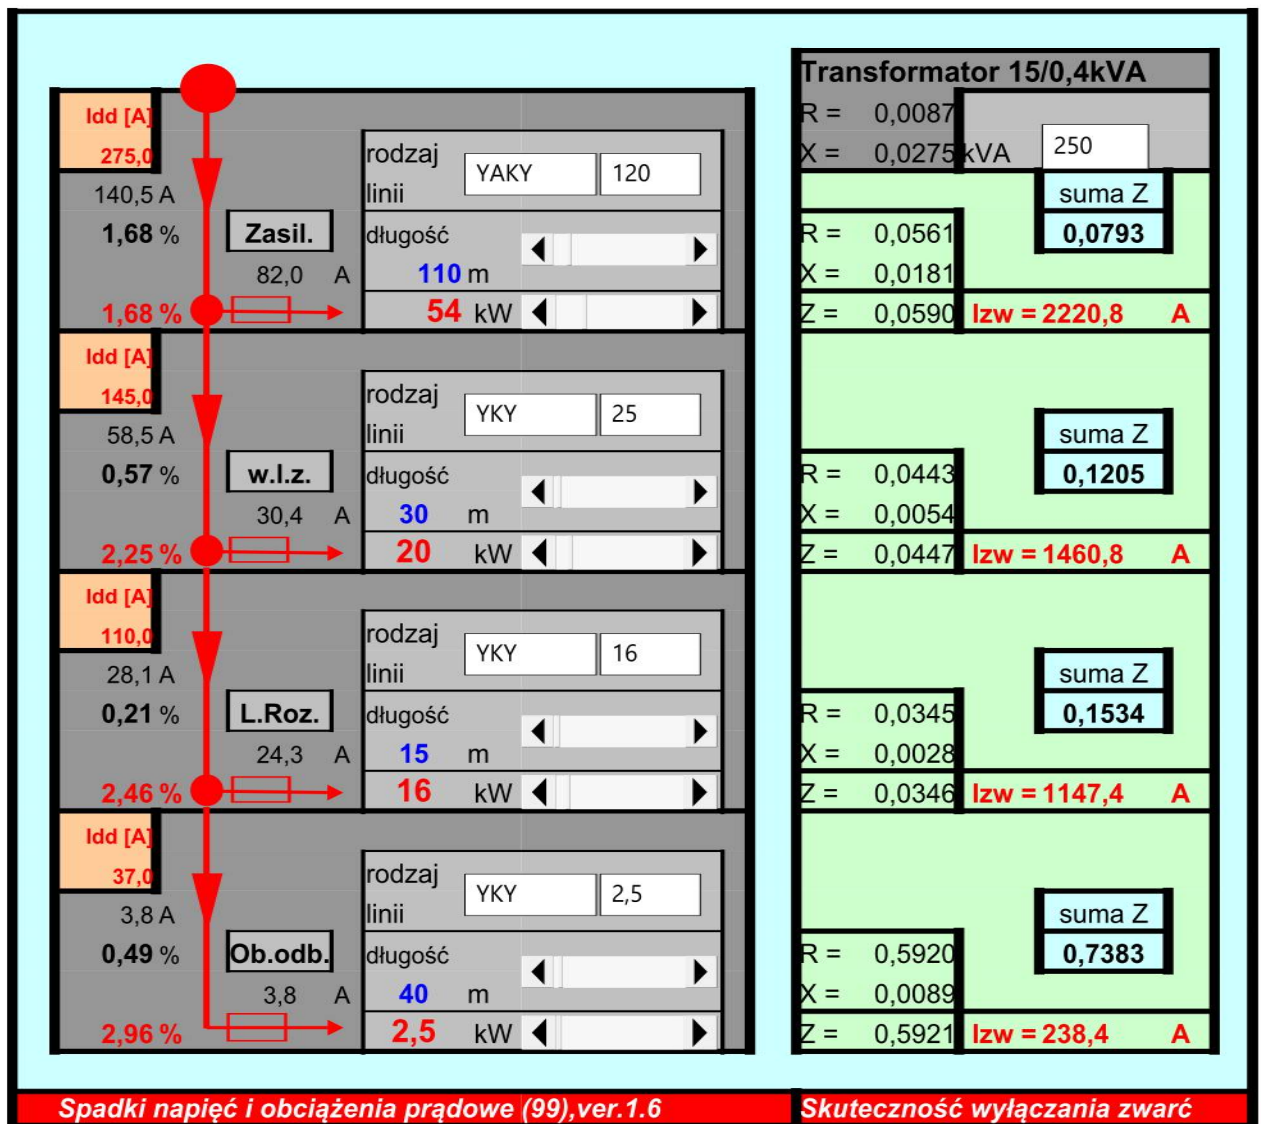 Transformator 15/0,4kVA
R = 0,0087
X = 0,0275 kVA 250
Idd [A]
275,0
140,5 A
1,68 %
Zasil.
82,0 A
1,68 %
rodzaj linii YAKY 120
długość
110 m
54 kW
suma Z
0,0793
R = 0,0561
X = 0,0181
Z = 0,0590 Izw = 2220,8 A
Idd [A]
145,0
58,5 A
0,57 %
w.l.z.
30,4 A
2,25 %
rodzaj linii YKY 25
długość
30 m
20 kW
suma Z
0,1205
R = 0,0443
X = 0,0054
Z = 0,0447 Izw = 1460,8 A
Idd [A]
110,0
28,1 A
0,21 %
L.Roz.
24,3 A
2,46 %
rodzaj linii YKY 16
długość
15 m
16 kW
suma Z
0,1534
R = 0,0345
X = 0,0028
Z = 0,0346 Izw = 1147,4 A
Idd [A]
37,0
3,8 A
0,49 %
Ob.odb.
3,8 A
2,96 %
rodzaj linii YKY 2,5
długość
40 m
2,5 kW
suma Z
0,7383
R = 0,5920
X = 0,0089
Z = 0,5921 Izw = 238,4 A
Spadki napięć i obciążenia prądowe (99),ver.1.6
Skuteczność wyłączania zwarć